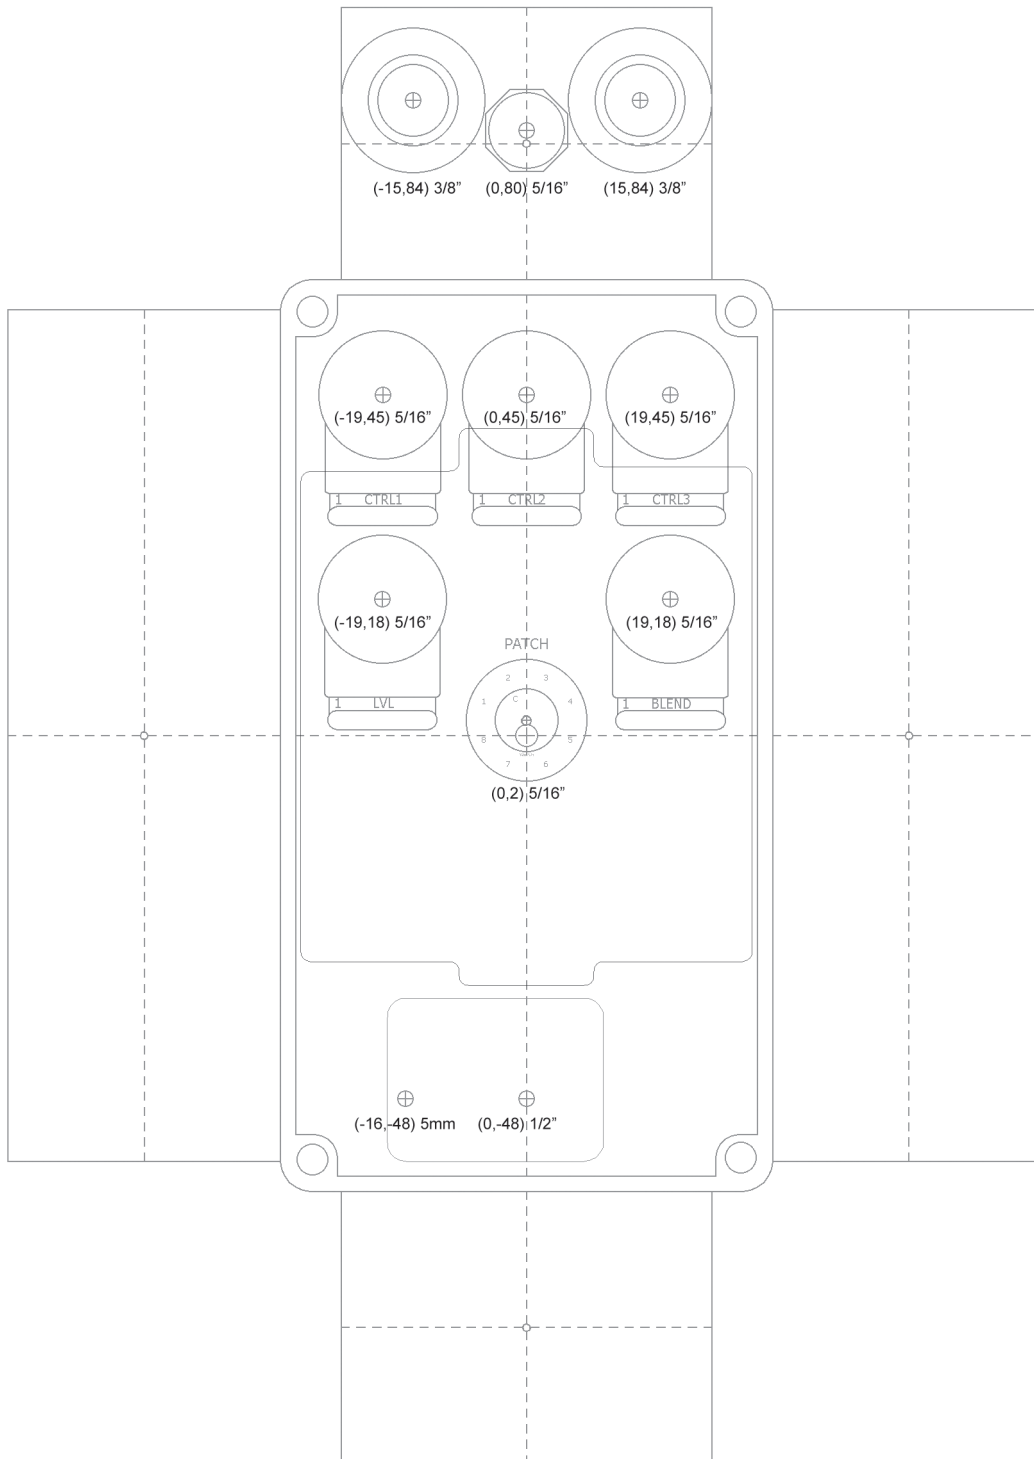 (-15,84) 3/8” (0,80) 5/16” (15,84) 3/8”
(-19,45) 5/16” (0,45) 5/16” (19,45) 5/16”
1 CTRL1 1 CTRL2 1 CTRL3
(-19,18) 5/16” (19,18) 5/16”
PATCH
2 3
1 C 4
1 LVL 1 BLEND
8 5
7 6
(0,2) 5/16”
(-16,-48) 5mm (0,-48) 1/2”